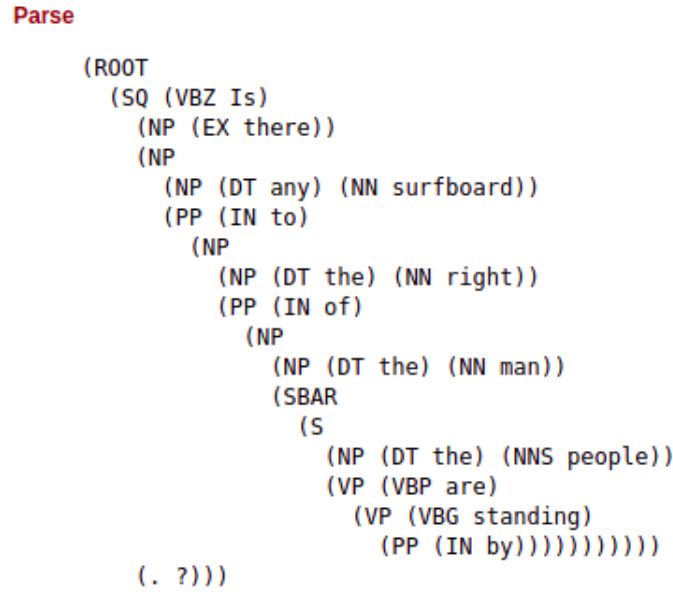 Parse
(ROOT
(SQ (VBZ Is)
(NP (EX there))
(NP
(NP (DT any) (NN surfboard))
(PP (IN to)
(NP
(NP (DT the) (NN right))
(PP (IN of)
(NP
(NP (DT the) (NN man))
(SBAR
(S
(NP (DT the) (NNS people))
(VP (VBP are)
(VP (VBG standing)
(PP (IN by)))))))))))
(. ?)))